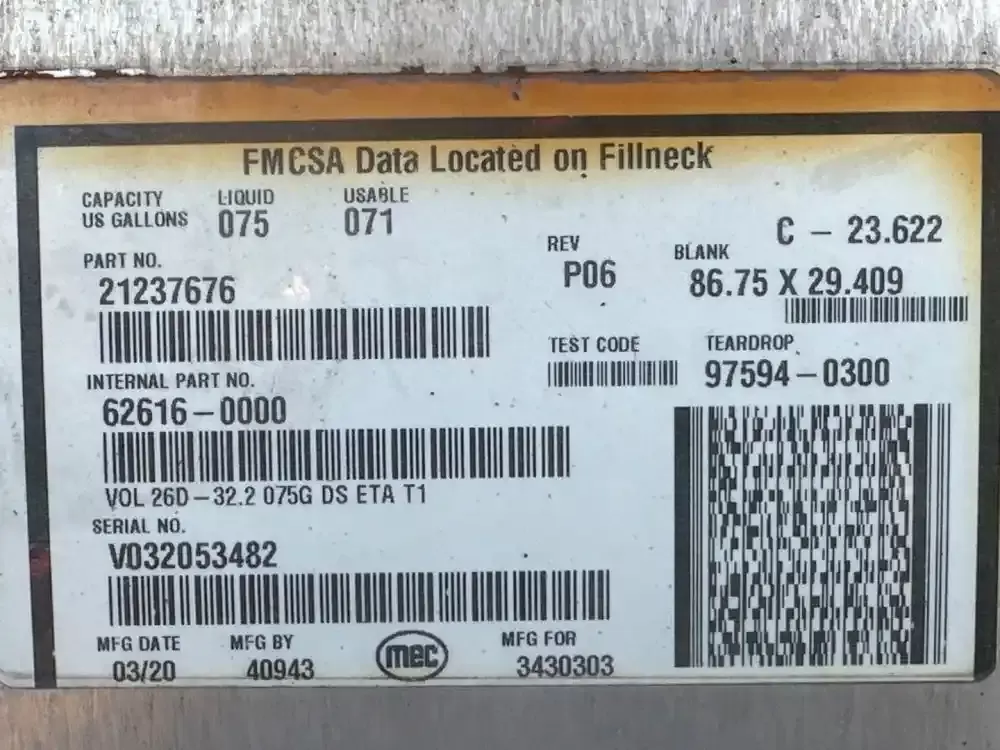 FMCSA Data Located on Fillneck
CAPACITY US GALLONS
LIQUID
075
USABLE
071
PART NO.
21237676
REV
P06
C - 23.622
BLANK
86.75 X 29.409
INTERNAL PART NO.
62616-0000
TEST CODE
TEARDROP
97594-0300
VOL 26D-32.2 075G DS ETA T1
SERIAL NO.
V032053482
MFG DATE
03/20
MFG BY
40943
mec
MFG FOR
3430303